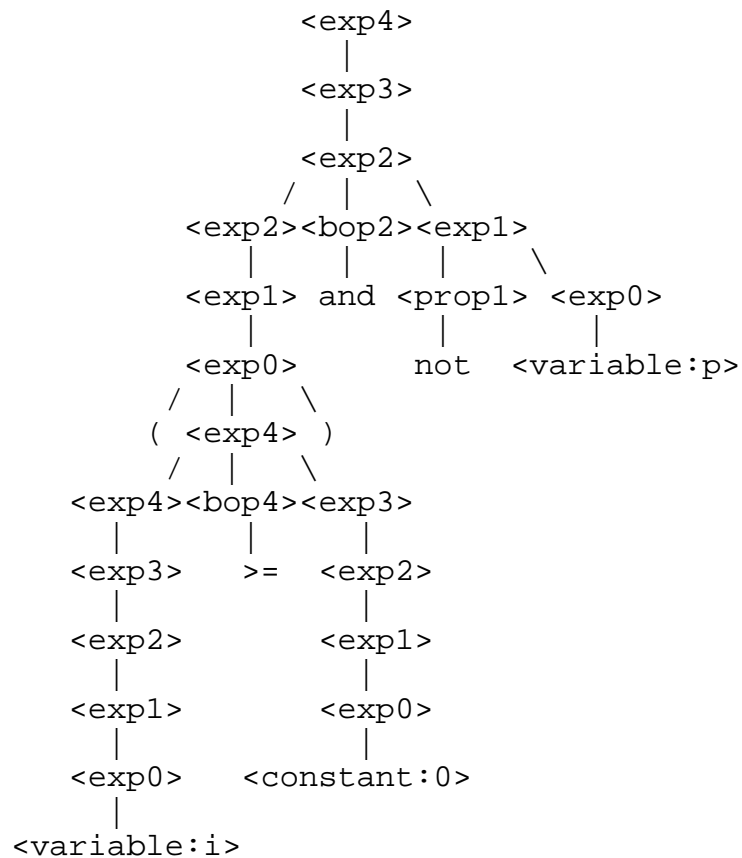 <exp4>
|
<exp3>
|
<exp2>
/ | \
<exp2><bop2><exp1>
| | | \
<exp1> and <prop1> <exp0>
| | |
<exp0> not <variable:p>
/ | \
( <exp4> )
/ | \
<exp4><bop4><exp3>
| | |
<exp3> >= <exp2>
| |
<exp2> <exp1>
| |
<exp1> <exp0>
| |
<exp0> <constant:0>
|
<variable:i>